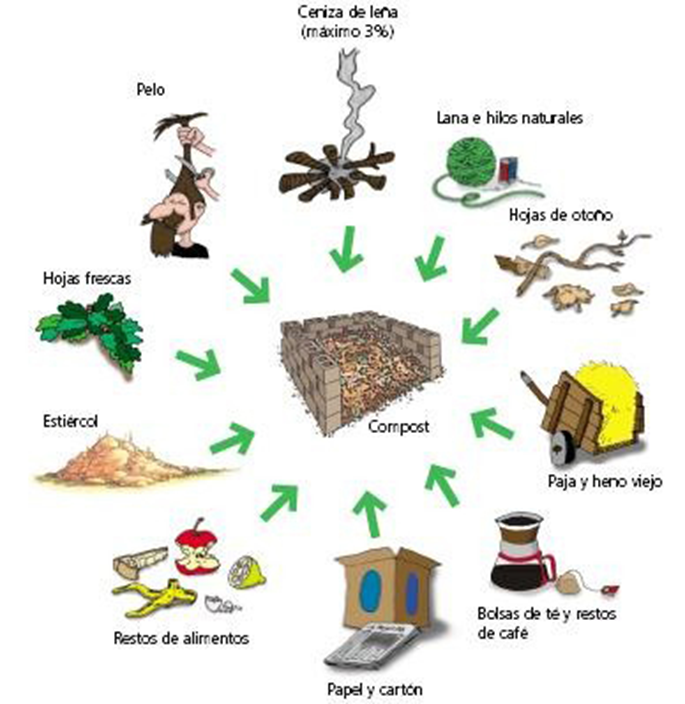 Ceniza de leña
(máximo 3%)
Pelo
Lana e hilos naturales
Hojas de otoño
Hojas frescas
Compost
Estiércol
Paja y heno viejo
Bolsas de té y restos
de café
Restos de alimentos
Papel y cartón